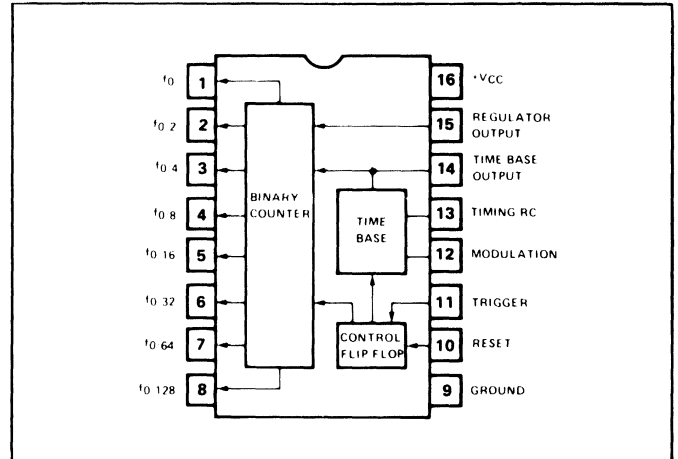 f0 1
f0 2 2
f0 4 3
f0 8 4
f0 16 5
f0 32 6
f0 64 7
f0 128 8
BINARY
COUNTER
TIME
BASE
CONTROL
FLIP FLOP
16 +VCC
15 REGULATOR
OUTPUT
14 TIME BASE
OUTPUT
13 TIMING RC
12 MODULATION
11 TRIGGER
10 RESET
9 GROUND